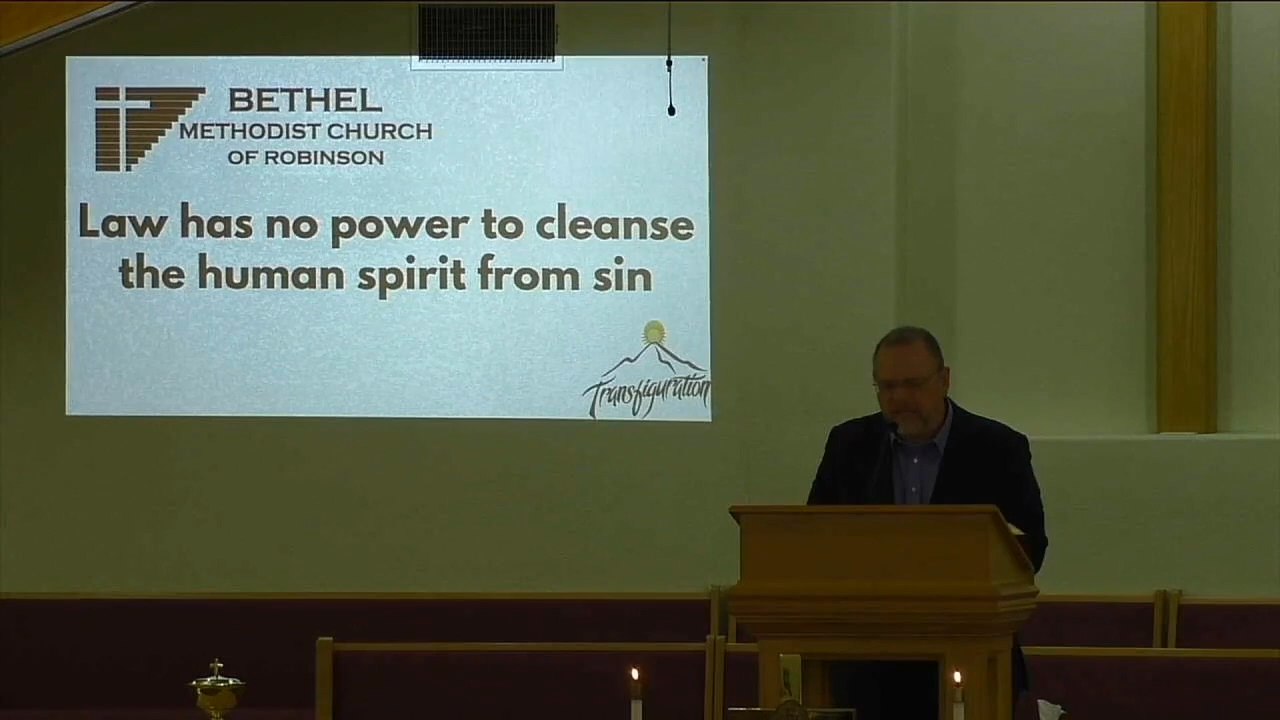 BETHEL
METHODIST CHURCH
OF ROBINSON
Law has no power to cleanse
the human spirit from sin
Transfiguration